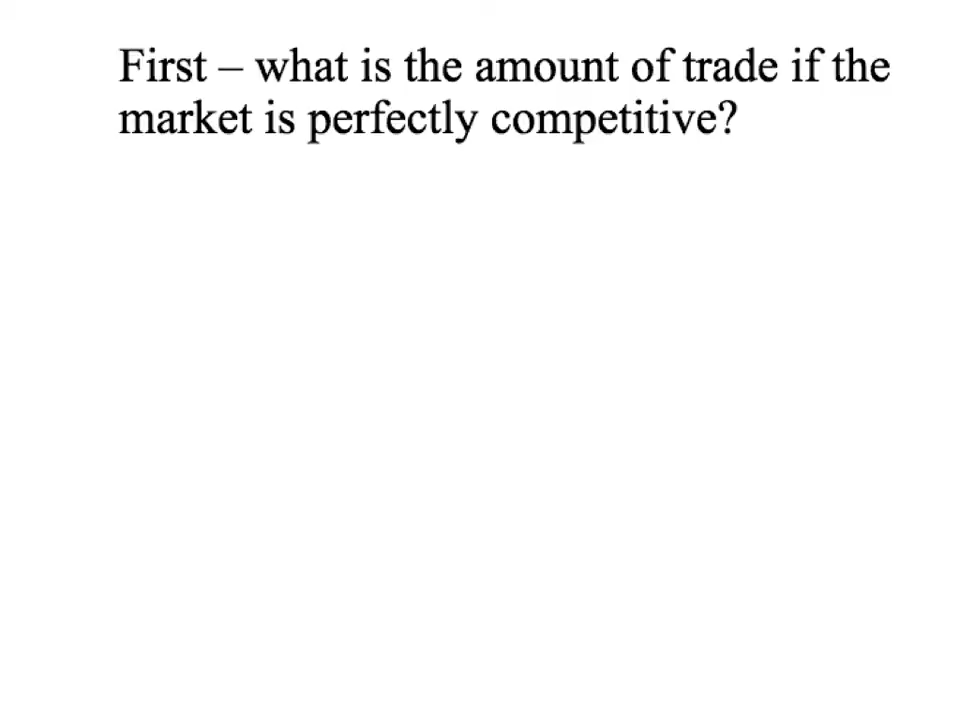 First – what is the amount of trade if the
market is perfectly competitive?